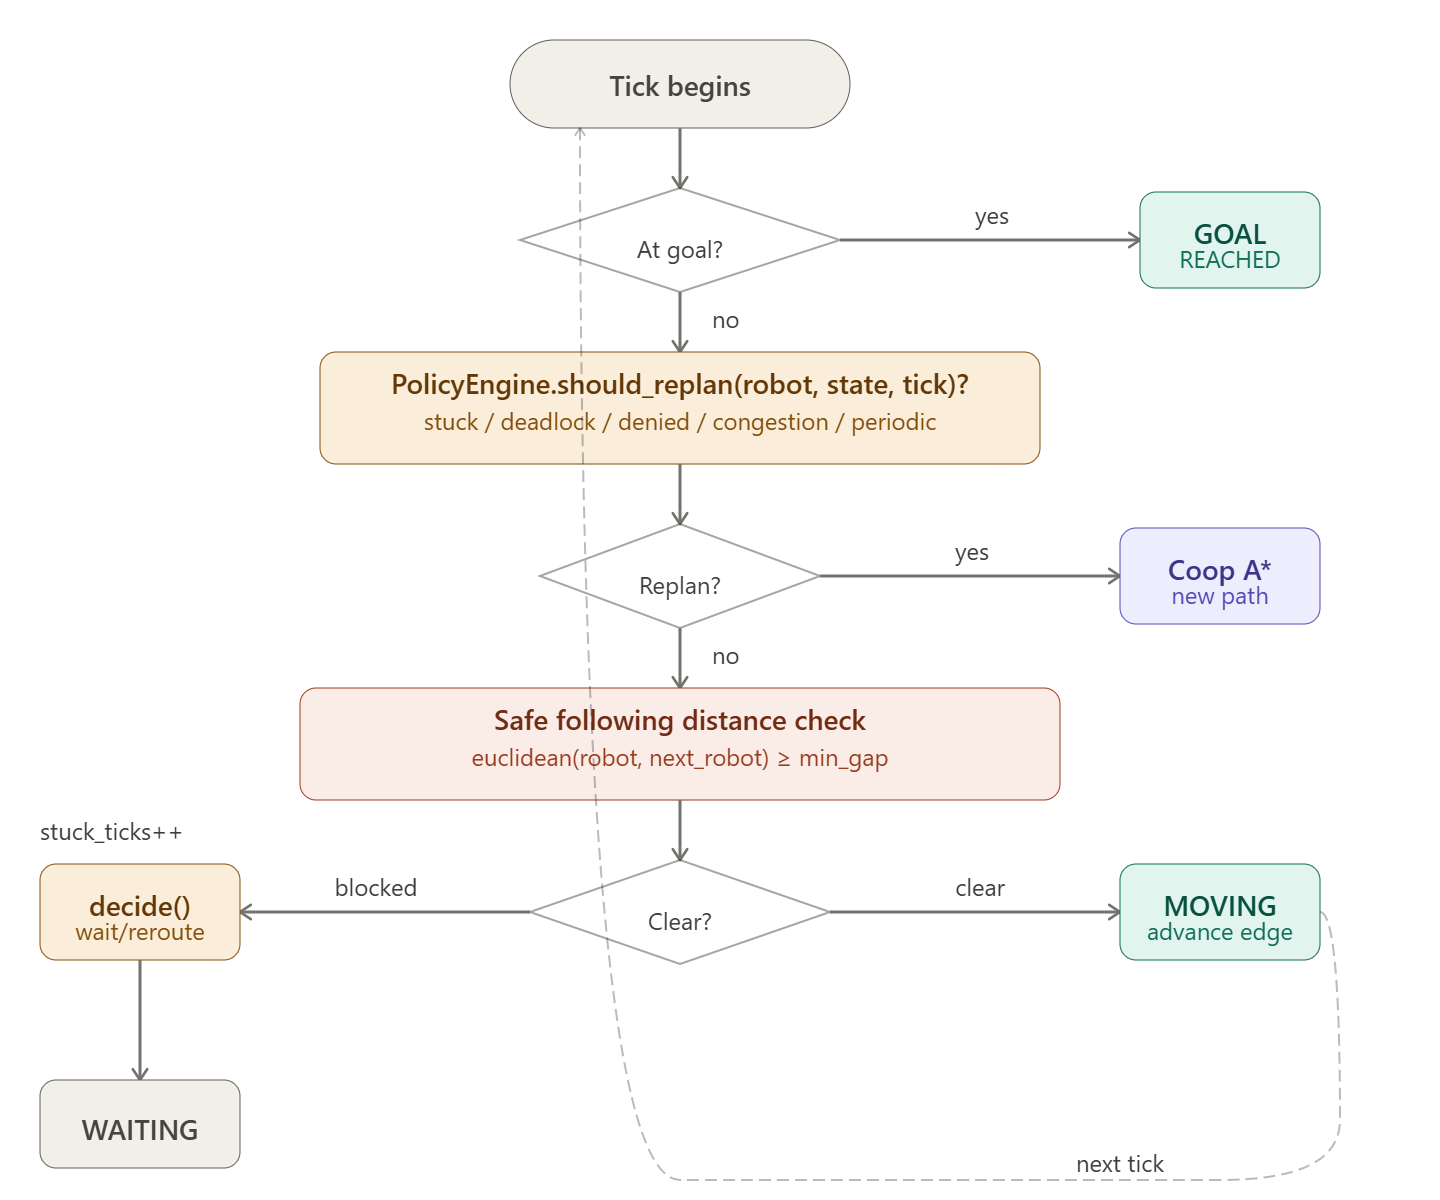 Tick begins
yes
At goal?
GOAL
REACHED
no
PolicyEngine.should_replan(robot, state, tick)?
stuck / deadlock / denied / congestion / periodic
yes
Replan?
Coop A*
new path
no
Safe following distance check
euclidean(robot, next_robot) ≥ min_gap
stuck_ticks++
blocked
clear
decide()
wait/reroute
Clear?
MOVING
advance edge
WAITING
next tick